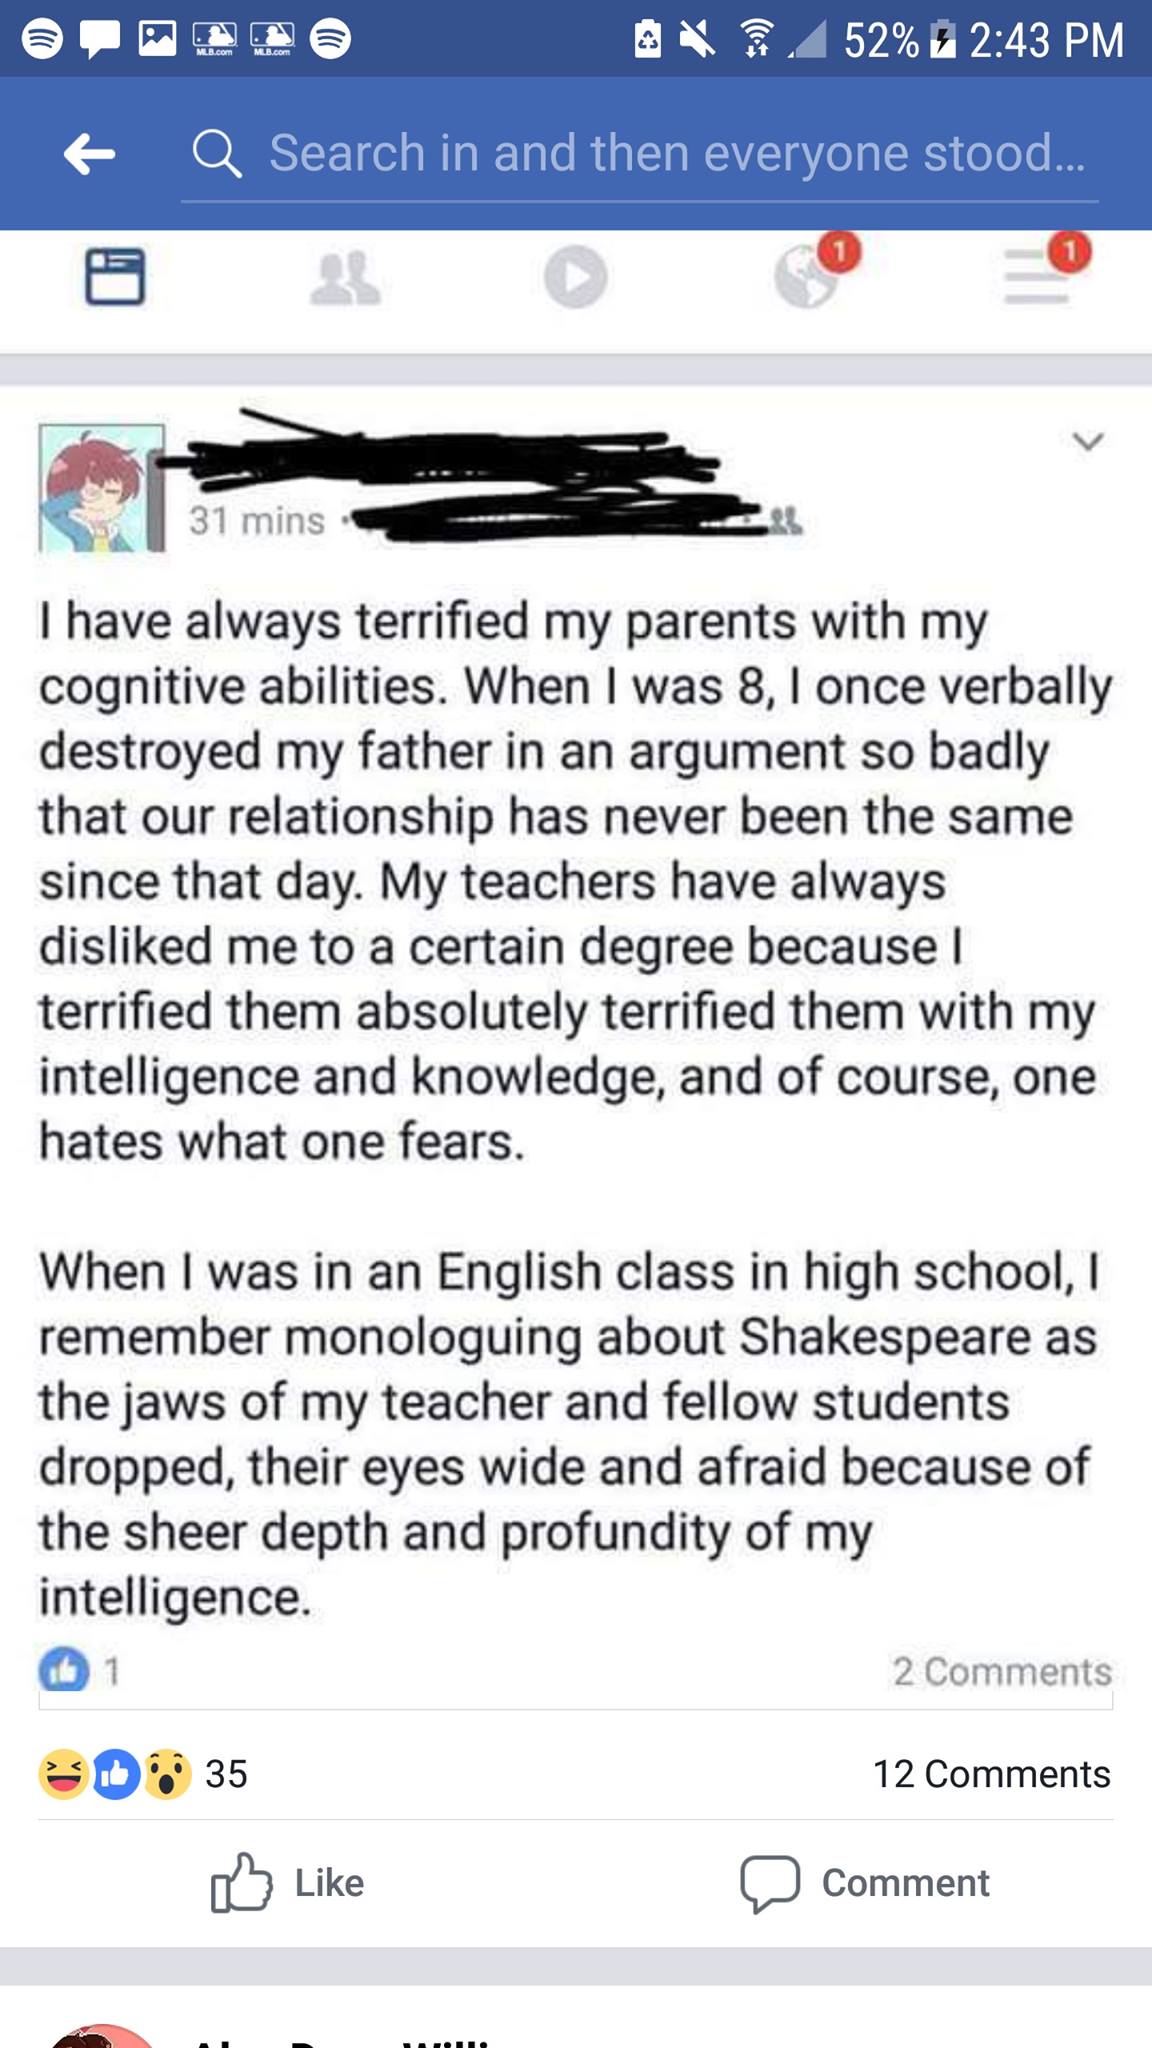 MLB.com MLB.com 52% 2:43 PM
Search in and then everyone stood...
1 1
31 mins ·
I have always terrified my parents with my
cognitive abilities. When I was 8, I once verbally
destroyed my father in an argument so badly
that our relationship has never been the same
since that day. My teachers have always
disliked me to a certain degree because I
terrified them absolutely terrified them with my
intelligence and knowledge, and of course, one
hates what one fears.
When I was in an English class in high school, I
remember monologuing about Shakespeare as
the jaws of my teacher and fellow students
dropped, their eyes wide and afraid because of
the sheer depth and profundity of my
intelligence.
1 2 Comments
35 12 Comments
Like Comment